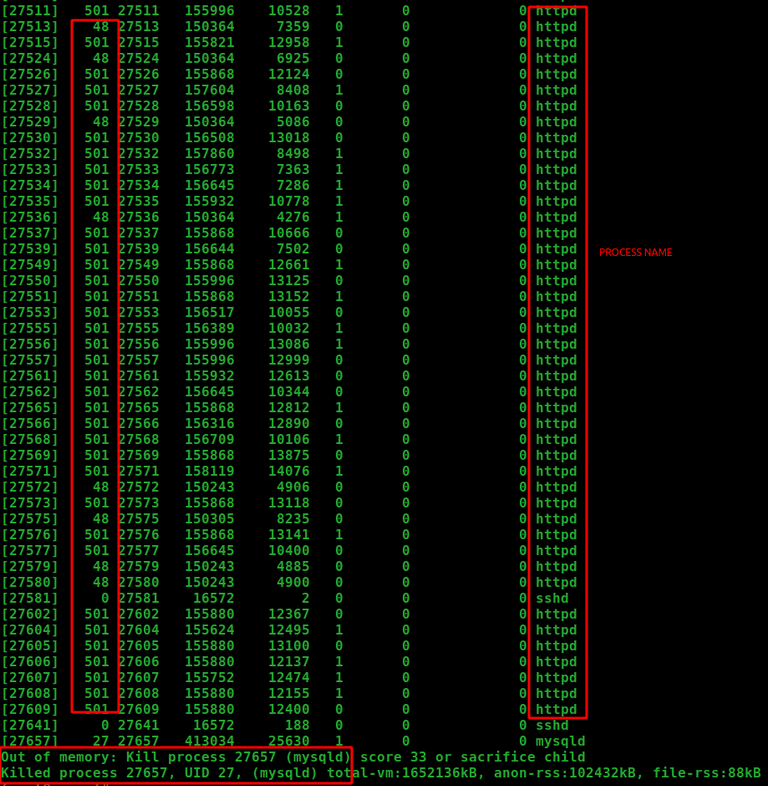 [27511] 501 27511 155996 10528 1 0 0 httpd
[27513] 48 27513 150364 7359 0 0 0 httpd
[27515] 501 27515 155821 12958 1 0 0 httpd
[27524] 48 27524 150364 6925 0 0 0 httpd
[27526] 501 27526 155868 12124 0 0 0 httpd
[27527] 501 27527 157604 8408 1 0 0 httpd
[27528] 501 27528 156598 10163 0 0 0 httpd
[27529] 48 27529 150364 5086 0 0 0 httpd
[27530] 501 27530 156508 13018 0 0 0 httpd
[27532] 501 27532 157860 8498 1 0 0 httpd
[27533] 501 27533 156773 7363 1 0 0 httpd
[27534] 501 27534 156645 7286 1 0 0 httpd
[27535] 501 27535 155932 10778 1 0 0 httpd
[27536] 48 27536 150364 4276 1 0 0 httpd
[27537] 501 27537 155868 10666 0 0 0 httpd
[27539] 501 27539 156644 7502 0 0 0 httpd
PROCESS NAME
[27549] 501 27549 155868 12661 1 0 0 httpd
[27550] 501 27550 155996 13125 0 0 0 httpd
[27551] 501 27551 155868 13152 1 0 0 httpd
[27553] 501 27553 156517 10055 0 0 0 httpd
[27555] 501 27555 156389 10032 1 0 0 httpd
[27556] 501 27556 155996 13086 1 0 0 httpd
[27557] 501 27557 155996 12999 0 0 0 httpd
[27561] 501 27561 155932 12613 0 0 0 httpd
[27562] 501 27562 156645 10344 0 0 0 httpd
[27565] 501 27565 155868 12812 1 0 0 httpd
[27566] 501 27566 156316 12890 0 0 0 httpd
[27568] 501 27568 156709 10106 1 0 0 httpd
[27569] 501 27569 155868 13875 0 0 0 httpd
[27571] 501 27571 158119 14076 1 0 0 httpd
[27572] 48 27572 150243 4906 0 0 0 httpd
[27573] 501 27573 155868 13118 0 0 0 httpd
[27575] 48 27575 150305 8235 0 0 0 httpd
[27576] 501 27576 155868 13141 1 0 0 httpd
[27577] 501 27577 156645 10400 0 0 0 httpd
[27579] 48 27579 150243 4885 0 0 0 httpd
[27580] 48 27580 150243 4900 0 0 0 httpd
[27581] 0 27581 16572 2 0 0 0 sshd
[27602] 501 27602 155880 12367 0 0 0 httpd
[27604] 501 27604 155624 12495 1 0 0 httpd
[27605] 501 27605 155880 13100 0 0 0 httpd
[27606] 501 27606 155880 12137 1 0 0 httpd
[27607] 501 27607 155752 12474 1 0 0 httpd
[27608] 501 27608 155880 12155 1 0 0 httpd
[27609] 501 27609 155880 12400 0 0 0 httpd
[27641] 0 27641 16572 188 0 0 0 sshd
[27657] 27 27657 413034 25630 1 0 0 mysqld
Out of memory: Kill process 27657 (mysqld) score 33 or sacrifice child
Killed process 27657, UID 27, (mysqld) total-vm:1652136kB, anon-rss:102432kB, file-rss:88kB